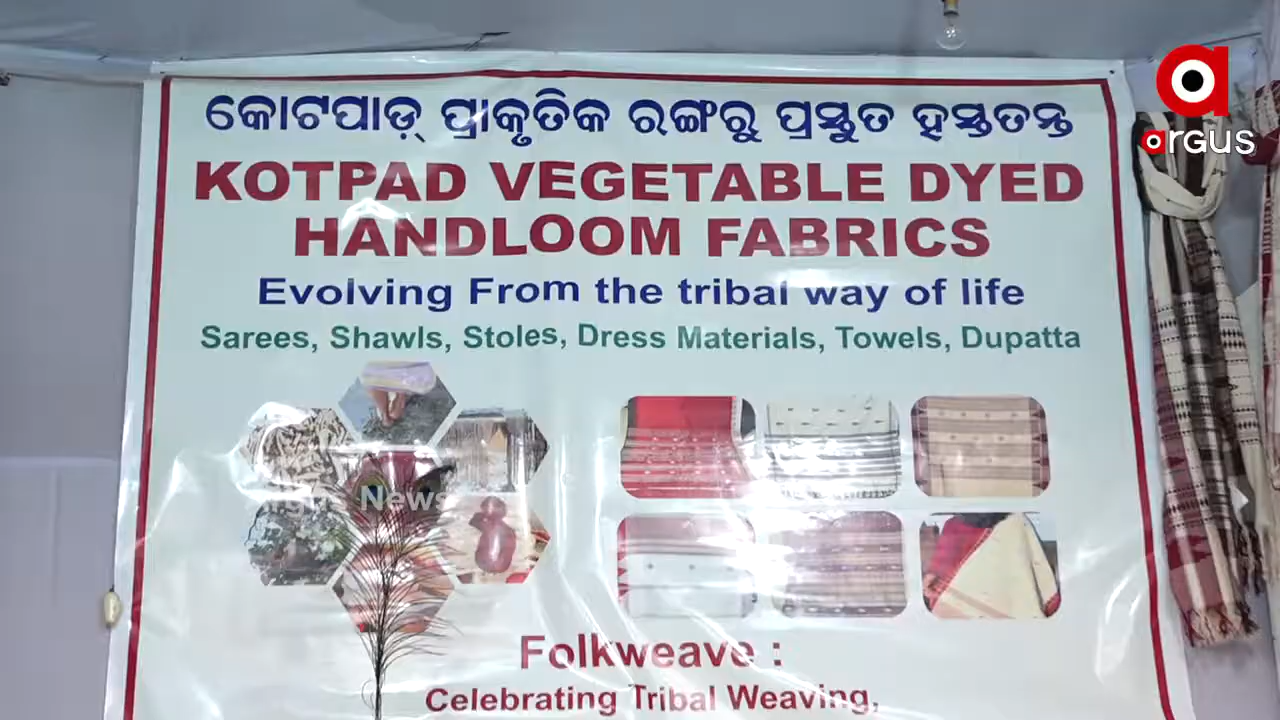 କୋଟପାଡ଼୍ ପ୍ରାକୃତିକ ରଙ୍ଗରୁ ପ୍ରସ୍ତୁତ ହସ୍ତତନ୍ତ
KOTPAD VEGETABLE DYED
HANDLOOM FABRICS
Evolving From the tribal way of life
Sarees, Shawls, Stoles, Dress Materials, Towels, Dupatta
Folkweave :
Celebrating Tribal Weaving,
argus
News